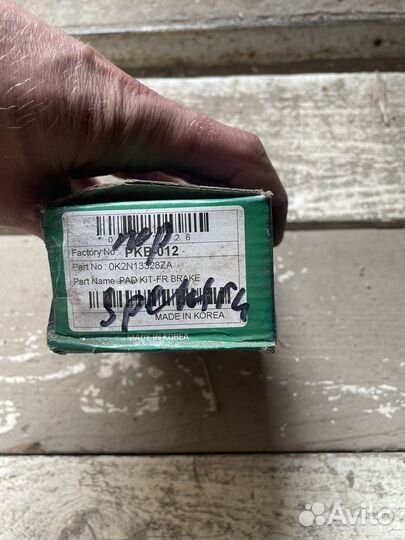 Factory No : PKB-012
пер
Part No : 0K2N13328ZA
Part Name PAD KIT-FR BRAKE
Spectra
MADE IN KOREA
MADE IN KOREA
Avito